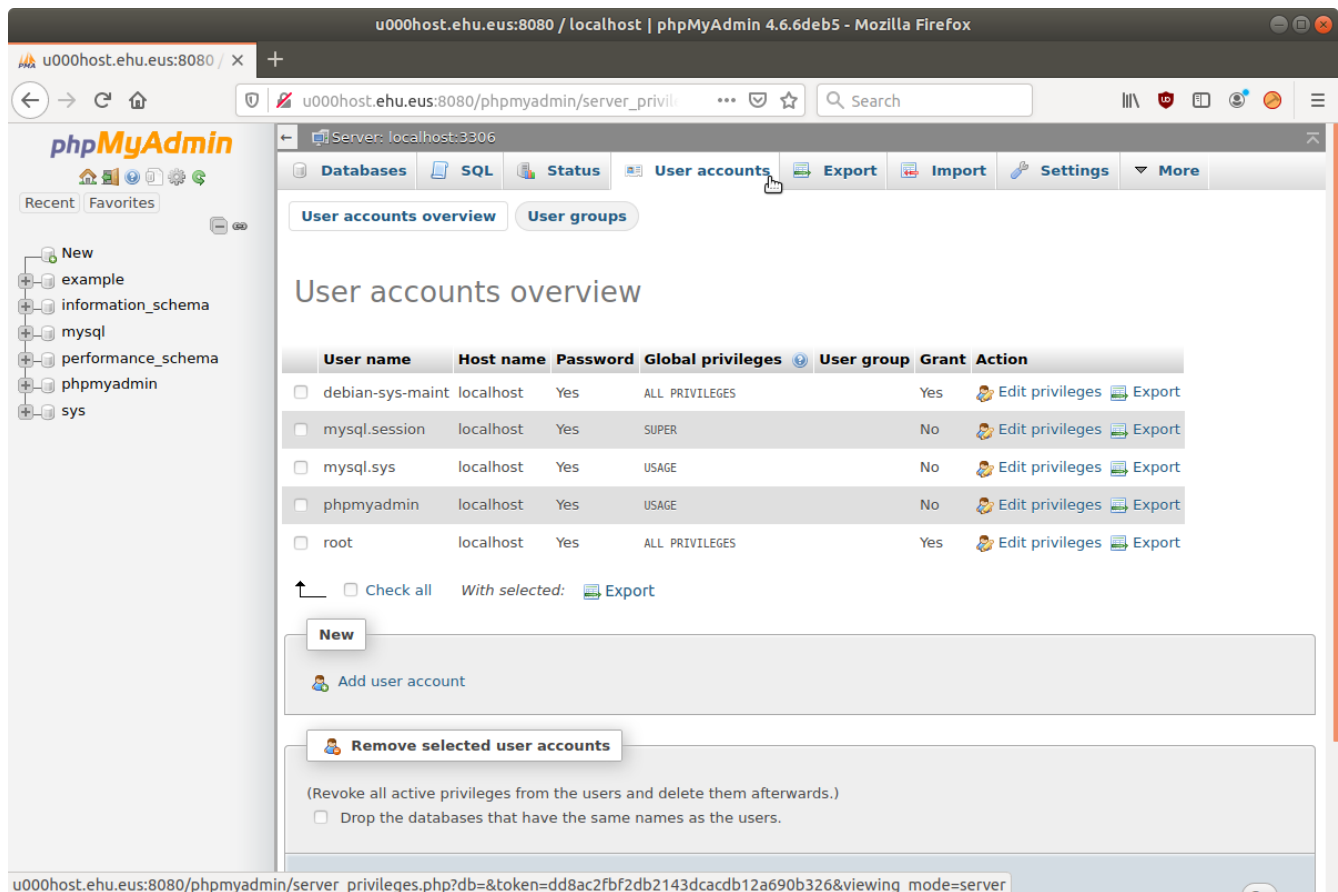 u000host.ehu.eus:8080 / localhost | phpMyAdmin 4.6.6deb5 - Mozilla Firefox
u000host.ehu.eus:8080 /
u000host.ehu.eus:8080/phpmyadmin/server_privile
Search
phpMyAdmin
Recent Favorites
New
example
information_schema
mysql
performance_schema
phpmyadmin
sys
Server: localhost:3306
Databases SQL Status User accounts Export Import Settings More
User accounts overview User groups
User accounts overview
User name Host name Password Global privileges User group Grant Action
debian-sys-maint localhost Yes ALL PRIVILEGES Yes Edit privileges Export
mysql.session localhost Yes SUPER No Edit privileges Export
mysql.sys localhost Yes USAGE No Edit privileges Export
phpmyadmin localhost Yes USAGE No Edit privileges Export
root localhost Yes ALL PRIVILEGES Yes Edit privileges Export
Check all With selected: Export
New
Add user account
Remove selected user accounts
(Revoke all active privileges from the users and delete them afterwards.)
Drop the databases that have the same names as the users.
u000host.ehu.eus:8080/phpmyadmin/server_privileges.php?db=&token=dd8ac2fbf2db2143dcacdb12a690b326&viewing_mode=server